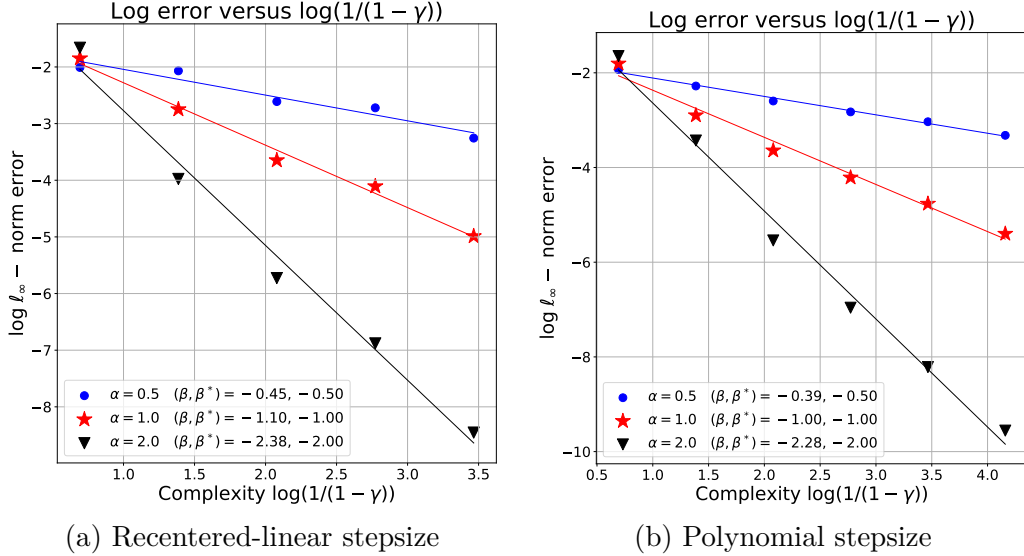 Log error versus log(1/(1 − γ))
log ℓ∞ − norm error
−2
−3
−4
−5
−6
−7
−8
α = 0.5 (β, β*) = −0.45, −0.50
α = 1.0 (β, β*) = −1.10, −1.00
α = 2.0 (β, β*) = −2.38, −2.00
1.0 1.5 2.0 2.5 3.0 3.5
Complexity log(1/(1 − γ))
(a) Recentered-linear stepsize
Log error versus log(1/(1 − γ))
log ℓ∞ − norm error
−2
−4
−6
−8
−10
α = 0.5 (β, β*) = −0.39, −0.50
α = 1.0 (β, β*) = −1.00, −1.00
α = 2.0 (β, β*) = −2.28, −2.00
0.5 1.0 1.5 2.0 2.5 3.0 3.5 4.0
Complexity log(1/(1 − γ))
(b) Polynomial stepsize